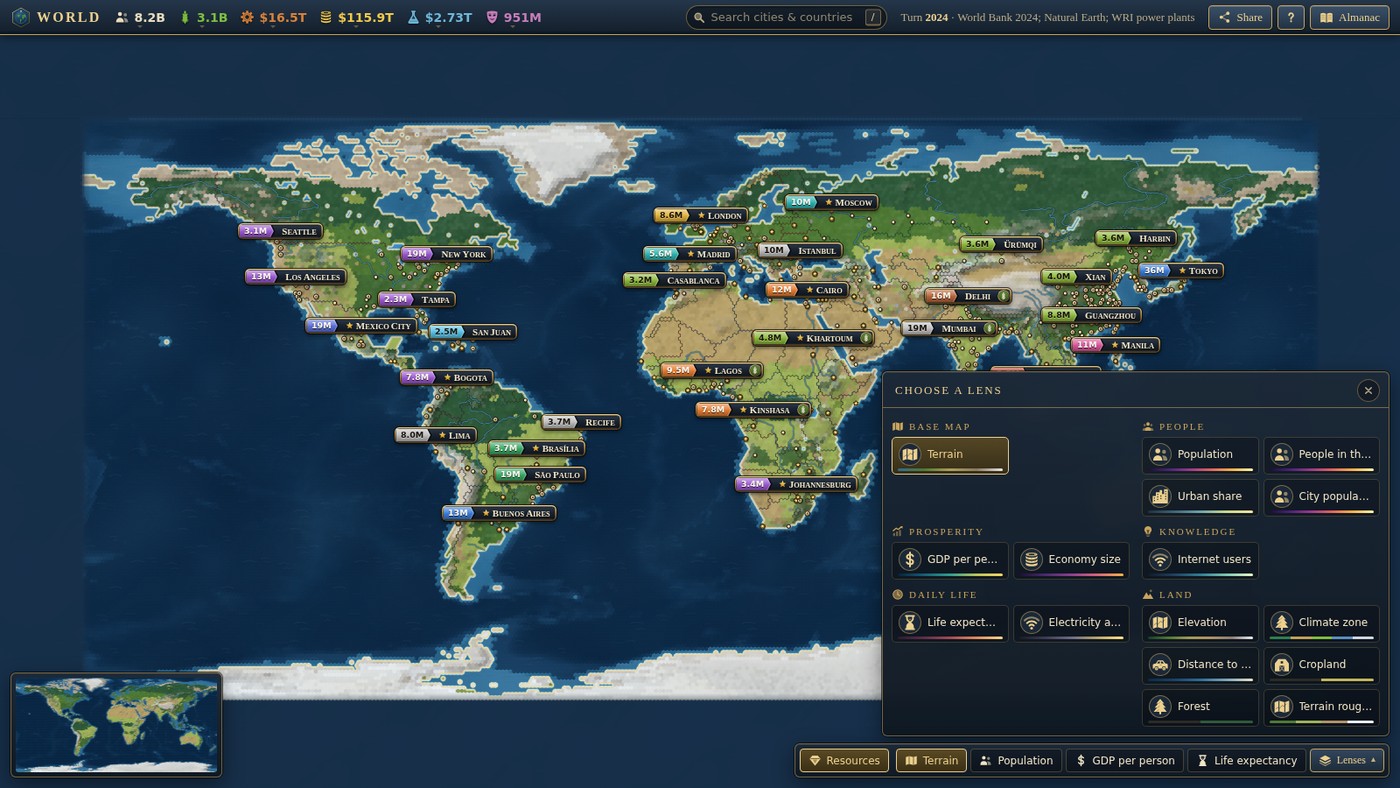 WORLD 8.2B 3.1B $16.5T $115.9T $2.73T 951M Search cities & countries / Turn 2024 · World Bank 2024; Natural Earth; WRI power plants Share ? Almanac
10M MOSCOW
8.6M LONDON
3.1M SEATTLE
3.6M HARBIN
3.6M ÜRÜMQI
10M ISTANBUL
19M NEW YORK
5.6M MADRID
36M TOKYO
13M LOS ANGELES
4.0M XIAN
3.2M CASABLANCA
12M CAIRO
16M DELHI
2.3M TAMPA
8.8M GUANGZHOU
19M MEXICO CITY
19M MUMBAI
2.5M SAN JUAN
4.8M KHARTOUM
11M MANILA
9.5M LAGOS
7.8M BOGOTA
7.8M KINSHASA
3.7M RECIFE
8.0M LIMA
3.7M BRASÍLIA
19M SÃO PAULO
3.4M JOHANNESBURG
13M BUENOS AIRES
CHOOSE A LENS
BASE MAP
Terrain
PEOPLE
Population People in th...
Urban share City popula...
PROSPERITY
GDP per pe... Economy size
KNOWLEDGE
Internet users
DAILY LIFE
Life expect... Electricity a...
LAND
Elevation Climate zone
Distance to ... Cropland
Forest Terrain roug...
Resources Terrain Population GDP per person Life expectancy Lenses